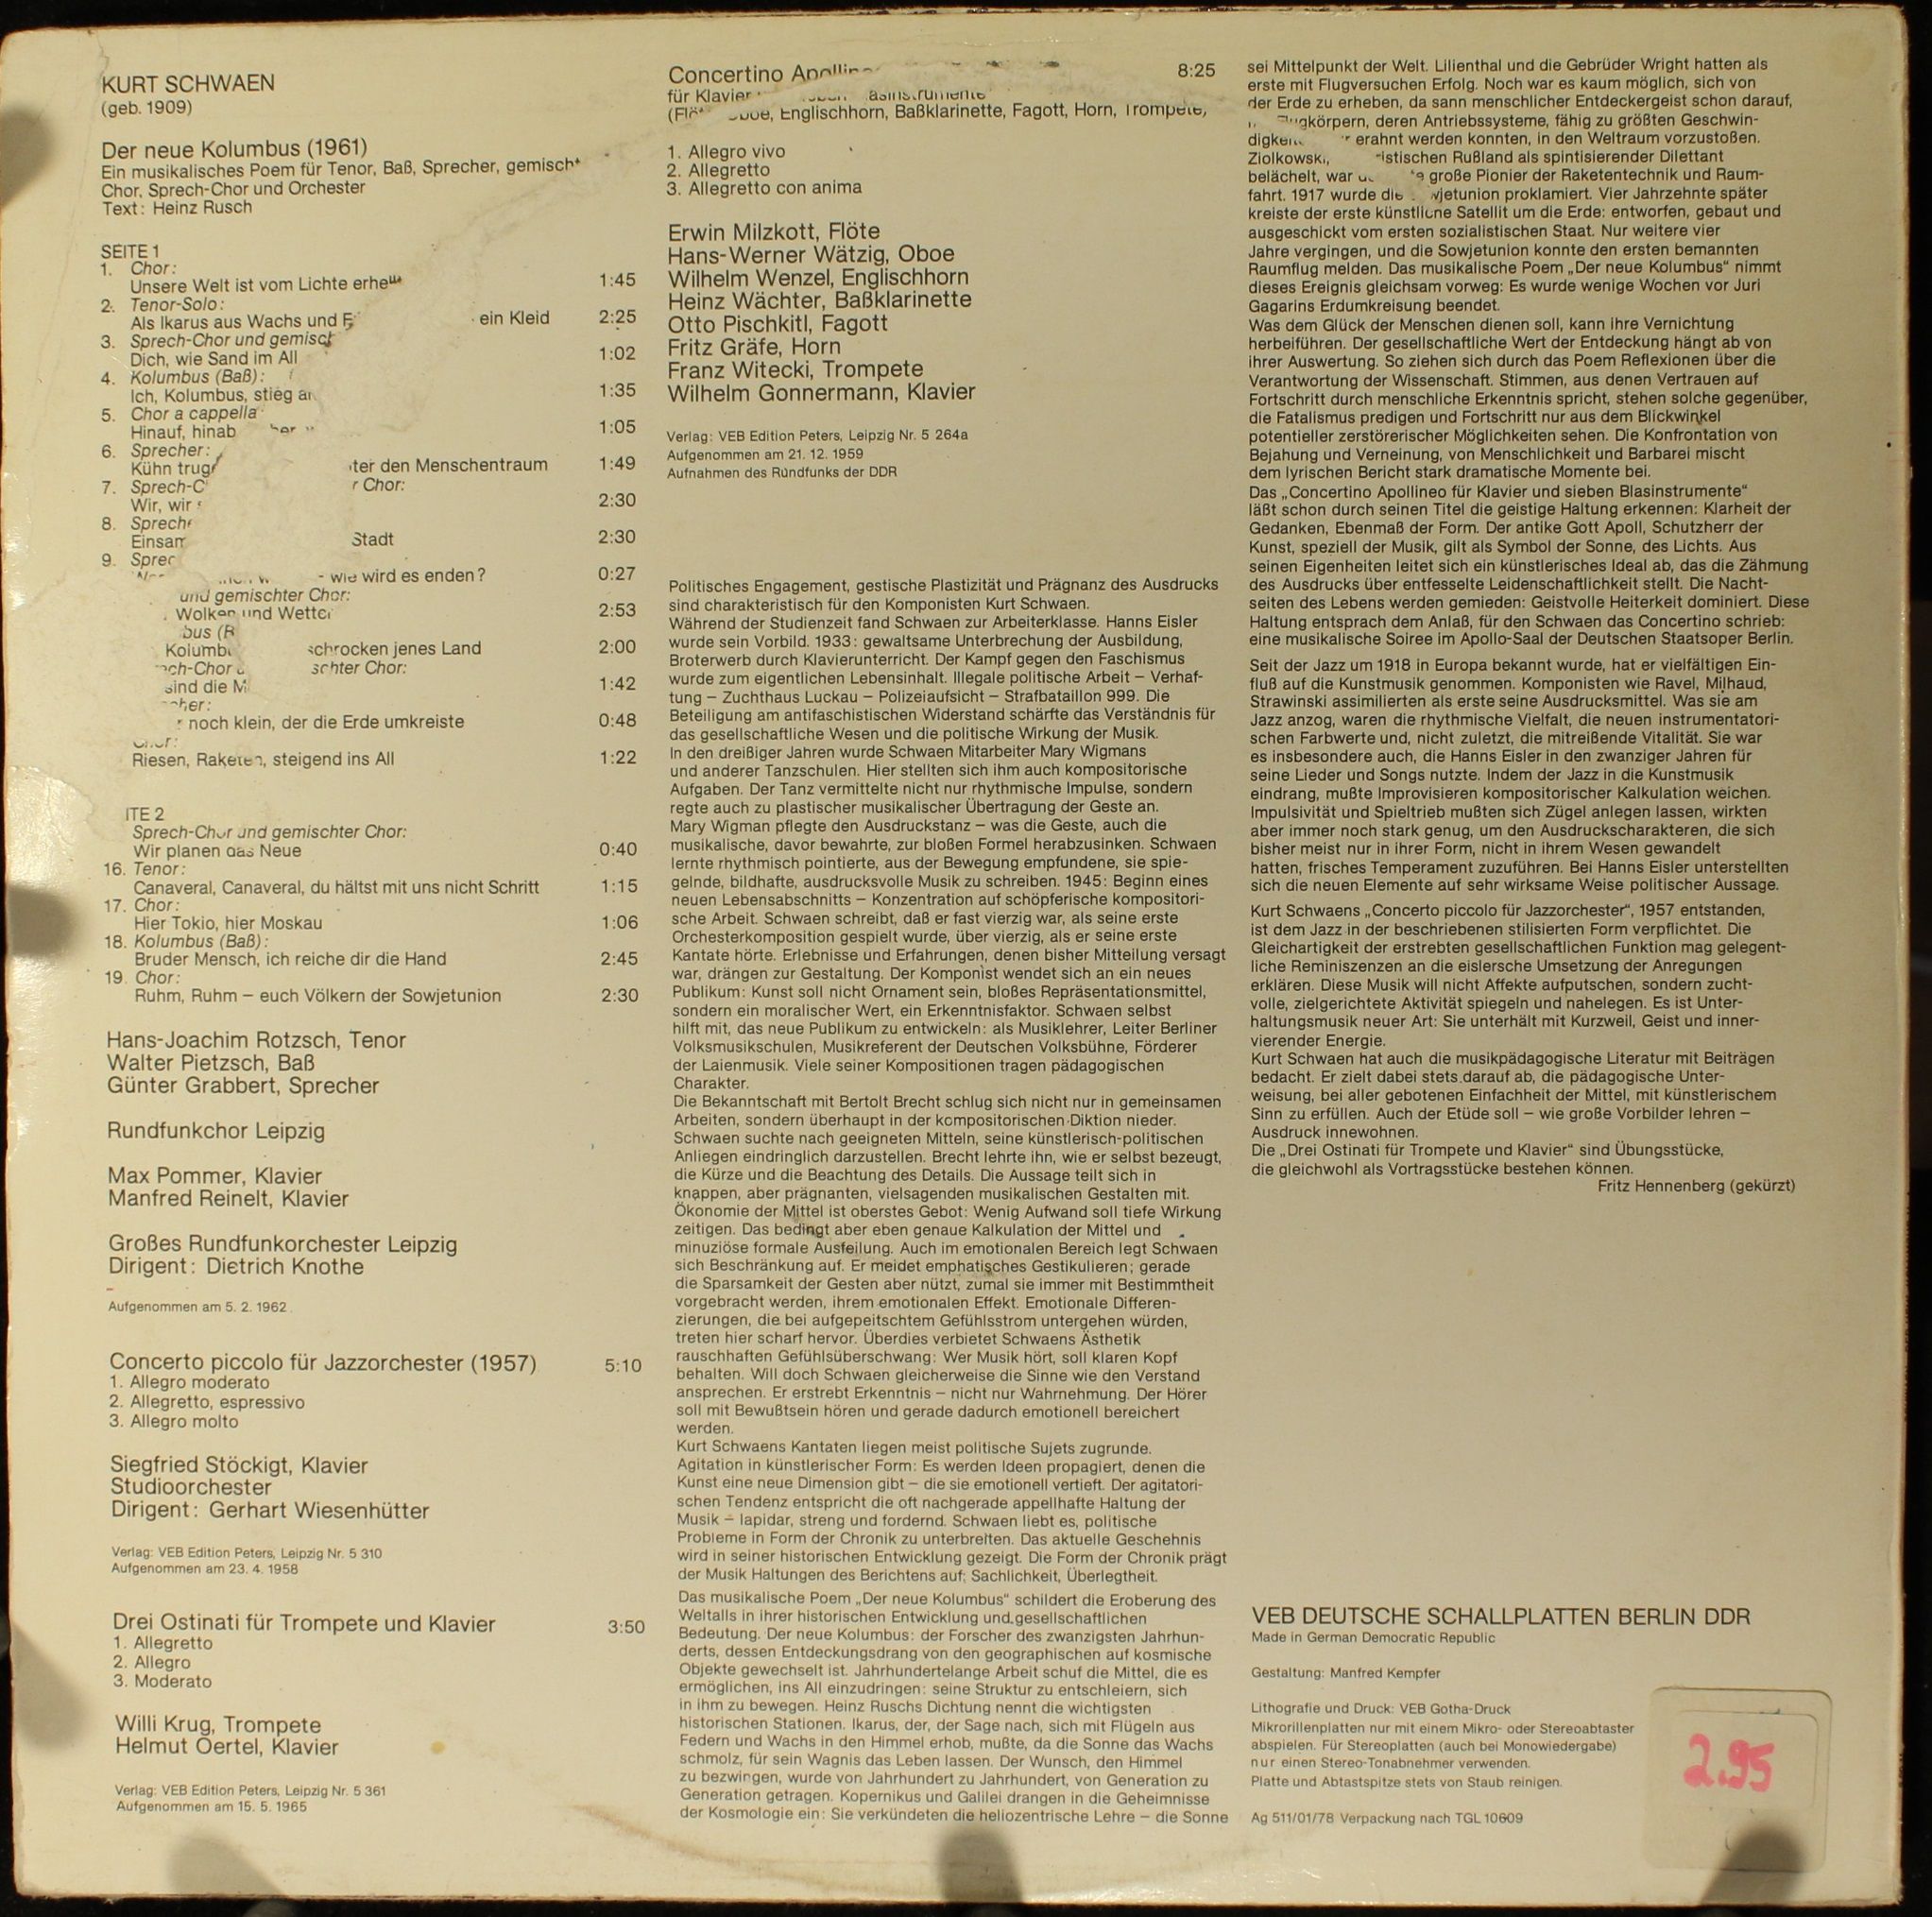 KURT SCHWAEN
(geb. 1909)
Der neue Kolumbus (1961)
Ein musikalisches Poem für Tenor, Baß, Sprecher,
Chor, Sprech-Chor und Orchester
Text: Heinz Rusch
SEITE 1
1. Chor:
Unsere Welt ist vom Lichte 1:45
2. Tenor-Solo:
Als Ikarus aus Wachs und ein Kleid 2:25
3. Sprech-Chor und
Dich, wie Sand im All 1:02
4. Kolumbus (Baß):
Ich, Kolumbus, stieg 1:35
5. Chor a cappella
Hinauf, hinab 1:05
6. Sprecher:
Kühn den Menschentraum 1:49
7. Chor:
Wir, wir 2:30
8.
Stadt 2:30
9.
wie wird es enden? 0:27
und gemischter Chor:
Wolken und 2:53
jenes Land 2:00
Chor:
sind die 1:42
noch klein, der die Erde umkreiste 0:48
Riesen, Raketen, steigend ins All 1:22
2
Sprech-Chor und gemischter Chor:
Wir planen das Neue 0:40
16. Tenor:
Canaveral, Canaveral, du hältst mit uns nicht Schritt 1:15
17. Chor:
Hier Tokio, hier Moskau 1:06
18. Kolumbus (Baß):
Bruder Mensch, ich reiche dir die Hand 2:45
19. Chor:
Ruhm, Ruhm – euch Völkern der Sowjetunion 2:30
Hans-Joachim Rotzsch, Tenor
Walter Pietzsch, Baß
Günter Grabbert, Sprecher
Rundfunkchor Leipzig
Max Pommer, Klavier
Manfred Reinelt, Klavier
Großes Rundfunkorchester Leipzig
Dirigent: Dietrich Knothe
Aufgenommen am 5. 2. 1962
Concerto piccolo für Jazzorchester (1957) 5:10
1. Allegro moderato
2. Allegretto, espressivo
3. Allegro molto
Siegfried Stöckigt, Klavier
Studioorchester
Dirigent: Gerhart Wiesenhütter
Verlag: VEB Edition Peters, Leipzig Nr. 5 310
Aufgenommen am 23. 4. 1958
Drei Ostinati für Trompete und Klavier 3:50
1. Allegretto
2. Allegro
3. Moderato
Willi Krug, Trompete
Helmut Oertel, Klavier
Verlag: VEB Edition Peters, Leipzig Nr. 5 361
Aufgenommen am 15. 5. 1965
Concertino 8:25
für Klavier
Englischhorn, Baßklarinette, Fagott, Horn, Trompete,
1. Allegro vivo
2. Allegretto
3. Allegretto con anima
Erwin Milzkott, Flöte
Hans-Werner Wätzig, Oboe
Wilhelm Wenzel, Englischhorn
Heinz Wächter, Baßklarinette
Otto Pischkitl, Fagott
Fritz Gräfe, Horn
Franz Witecki, Trompete
Wilhelm Gonnermann, Klavier
Verlag: VEB Edition Peters, Leipzig Nr. 5 264a
Aufgenommen am 21. 12. 1959
Aufnahmen des Rundfunks der DDR
Politisches Engagement, gestische Plastizität und Prägnanz des Ausdrucks
sind charakteristisch für den Komponisten Kurt Schwaen.
Während der Studienzeit fand Schwaen zur Arbeiterklasse. Hanns Eisler
wurde sein Vorbild. 1933: gewaltsame Unterbrechung der Ausbildung,
Broterwerb durch Klavierunterricht. Der Kampf gegen den Faschismus
wurde zum eigentlichen Lebensinhalt. Illegale politische Arbeit – Verhaf-
tung – Zuchthaus Luckau – Polizeiaufsicht – Strafbataillon 999. Die
Beteiligung am antifaschistischen Widerstand schärfte das Verständnis für
das gesellschaftliche Wesen und die politische Wirkung der Musik.
In den dreißiger Jahren wurde Schwaen Mitarbeiter Mary Wigmans
und anderer Tanzschulen. Hier stellten sich ihm auch kompositorische
Aufgaben. Der Tanz vermittelte nicht nur rhythmische Impulse, sondern
regte auch zu plastischer musikalischer Übertragung der Geste an.
Mary Wigman pflegte den Ausdruckstanz – was die Geste, auch die
musikalische, davor bewahrte, zur bloßen Formel herabzusinken. Schwaen
lernte rhythmisch pointierte, aus der Bewegung empfundene, sie spie-
gelnde, bildhafte, ausdrucksvolle Musik zu schreiben. 1945: Beginn eines
neuen Lebensabschnitts – Konzentration auf schöpferische kompositori-
sche Arbeit. Schwaen schreibt, daß er fast vierzig war, als seine erste
Orchesterkomposition gespielt wurde, über vierzig, als er seine erste
Kantate hörte. Erlebnisse und Erfahrungen, denen bisher Mitteilung versagt
war, drängen zur Gestaltung. Der Komponist wendet sich an ein neues
Publikum: Kunst soll nicht Ornament sein, bloßes Repräsentationsmittel,
sondern ein moralischer Wert, ein Erkenntnisfaktor. Schwaen selbst
hilft mit, das neue Publikum zu entwickeln: als Musiklehrer, Leiter Berliner
Volksmusikschulen, Musikreferent der Deutschen Volksbühne, Förderer
der Laienmusik. Viele seiner Kompositionen tragen pädagogischen
Charakter.
Die Bekanntschaft mit Bertolt Brecht schlug sich nicht nur in gemeinsamen
Arbeiten, sondern überhaupt in der kompositorischen Diktion nieder.
Schwaen suchte nach geeigneten Mitteln, seine künstlerisch-politischen
Anliegen eindringlich darzustellen. Brecht lehrte ihn, wie er selbst bezeugt,
die Kürze und die Beachtung des Details. Die Aussage teilt sich in
knappen, aber prägnanten, vielsagenden musikalischen Gestalten mit.
Ökonomie der Mittel ist oberstes Gebot: Wenig Aufwand soll tiefe Wirkung
zeitigen. Das bedingt aber eben genaue Kalkulation der Mittel und
minuziöse formale Ausfeilung. Auch im emotionalen Bereich legt Schwaen
sich Beschränkung auf. Er meidet emphatisches Gestikulieren; gerade
die Sparsamkeit der Gesten aber nützt, zumal sie immer mit Bestimmtheit
vorgebracht werden, ihrem emotionalen Effekt. Emotionale Differen-
zierungen, die bei aufgepeitschtem Gefühlsstrom untergehen würden,
treten hier scharf hervor. Überdies verbietet Schwaens Ästhetik
rauschhaften Gefühlsüberschwang: Wer Musik hört, soll klaren Kopf
behalten. Will doch Schwaen gleicherweise die Sinne wie den Verstand
ansprechen. Er erstrebt Erkenntnis – nicht nur Wahrnehmung. Der Hörer
soll mit Bewußtsein hören und gerade dadurch emotionell bereichert
werden.
Kurt Schwaens Kantaten liegen meist politische Sujets zugrunde.
Agitation in künstlerischer Form: Es werden Ideen propagiert, denen die
Kunst eine neue Dimension gibt – die sie emotionell vertieft. Der agitatori-
schen Tendenz entspricht die oft nachgerade appellhafte Haltung der
Musik – lapidar, streng und fordernd. Schwaen liebt es, politische
Probleme in Form der Chronik zu unterbreiten. Das aktuelle Geschehnis
wird in seiner historischen Entwicklung gezeigt. Die Form der Chronik prägt
der Musik Haltungen des Berichtens auf: Sachlichkeit, Überlegtheit.
Das musikalische Poem „Der neue Kolumbus“ schildert die Eroberung des
Weltalls in ihrer historischen Entwicklung und gesellschaftlichen
Bedeutung. Der neue Kolumbus: der Forscher des zwanzigsten Jahrhun-
derts, dessen Entdeckungsdrang von den geographischen auf kosmische
Objekte gewechselt ist. Jahrhundertelange Arbeit schuf die Mittel, die es
ermöglichen, ins All einzudringen: seine Struktur zu entschleiern, sich
in ihm zu bewegen. Heinz Ruschs Dichtung nennt die wichtigsten
historischen Stationen. Ikarus, der, der Sage nach, sich mit Flügeln aus
Federn und Wachs in den Himmel erhob, mußte, da die Sonne das Wachs
schmolz, für sein Wagnis das Leben lassen. Der Wunsch, den Himmel
zu bezwingen, wurde von Jahrhundert zu Jahrhundert, von Generation zu
Generation getragen. Kopernikus und Galilei drangen in die Geheimnisse
der Kosmologie ein: Sie verkündeten die heliozentrische Lehre – die Sonne
sei Mittelpunkt der Welt. Lilienthal und die Gebrüder Wright hatten als
erste mit Flugversuchen Erfolg. Noch war es kaum möglich, sich von
der Erde zu erheben, da sann menschlicher Entdeckergeist schon darauf,
deren Antriebssysteme, fähig zu größten Geschwin-
erahnt werden konnten, in den Weltraum vorzustoßen.
Ziolkowski, Rußland als spintisierender Dilettant
belächelt, war große Pionier der Raketentechnik und Raum-
fahrt. 1917 wurde die Sowjetunion proklamiert. Vier Jahrzehnte später
kreiste der erste künstliche Satellit um die Erde: entworfen, gebaut und
ausgeschickt vom ersten sozialistischen Staat. Nur weitere vier
Jahre vergingen, und die Sowjetunion konnte den ersten bemannten
Raumflug melden. Das musikalische Poem „Der neue Kolumbus“ nimmt
dieses Ereignis gleichsam vorweg: Es wurde wenige Wochen vor Juri
Gagarins Erdumkreisung beendet.
Was dem Glück der Menschen dienen soll, kann ihre Vernichtung
herbeiführen. Der gesellschaftliche Wert der Entdeckung hängt ab von
ihrer Auswertung. So ziehen sich durch das Poem Reflexionen über die
Verantwortung der Wissenschaft. Stimmen, aus denen Vertrauen auf
Fortschritt durch menschliche Erkenntnis spricht, stehen solche gegenüber,
die Fatalismus predigen und Fortschritt nur aus dem Blickwinkel
potentieller zerstörerischer Möglichkeiten sehen. Die Konfrontation von
Bejahung und Verneinung, von Menschlichkeit und Barbarei mischt
dem lyrischen Bericht stark dramatische Momente bei.
Das „Concertino Apollineo für Klavier und sieben Blasinstrumente“
läßt schon durch seinen Titel die geistige Haltung erkennen: Klarheit der
Gedanken, Ebenmaß der Form. Der antike Gott Apoll, Schutzherr der
Kunst, speziell der Musik, gilt als Symbol der Sonne, des Lichts. Aus
seinen Eigenheiten leitet sich ein künstlerisches Ideal ab, das die Zähmung
des Ausdrucks über entfesselte Leidenschaftlichkeit stellt. Die Nacht-
seiten des Lebens werden gemieden: Geistvolle Heiterkeit dominiert. Diese
Haltung entsprach dem Anlaß, für den Schwaen das Concertino schrieb:
eine musikalische Soiree im Apollo-Saal der Deutschen Staatsoper Berlin.
Seit der Jazz um 1918 in Europa bekannt wurde, hat er vielfältigen Ein-
fluß auf die Kunstmusik genommen. Komponisten wie Ravel, Milhaud,
Strawinski assimilierten als erste seine Ausdrucksmittel. Was sie am
Jazz anzog, waren die rhythmische Vielfalt, die neuen instrumentatori-
schen Farbwerte und, nicht zuletzt, die mitreißende Vitalität. Sie war
es insbesondere auch, die Hanns Eisler in den zwanziger Jahren für
seine Lieder und Songs nutzte. Indem der Jazz in die Kunstmusik
eindrang, mußte Improvisieren kompositorischer Kalkulation weichen.
Impulsivität und Spieltrieb mußten sich Zügel anlegen lassen, wirkten
aber immer noch stark genug, um den Ausdruckscharakteren, die sich
bisher meist nur in ihrer Form, nicht in ihrem Wesen gewandelt
hatten, frisches Temperament zuzuführen. Bei Hanns Eisler unterstellten
sich die neuen Elemente auf sehr wirksame Weise politischer Aussage.
Kurt Schwaens „Concerto piccolo für Jazzorchester“, 1957 entstanden,
ist dem Jazz in der beschriebenen stilisierten Form verpflichtet. Die
Gleichartigkeit der erstrebten gesellschaftlichen Funktion mag gelegent-
liche Reminiszenzen an die eislersche Umsetzung der Anregungen
erklären. Diese Musik will nicht Affekte aufputschen, sondern zucht-
volle, zielgerichtete Aktivität spiegeln und nahelegen. Es ist Unter-
haltungsmusik neuer Art: Sie unterhält mit Kurzweil, Geist und inner-
vierender Energie.
Kurt Schwaen hat auch die musikpädagogische Literatur mit Beiträgen
bedacht. Er zielt dabei stets darauf ab, die pädagogische Unter-
weisung, bei aller gebotenen Einfachheit der Mittel, mit künstlerischem
Sinn zu erfüllen. Auch der Etüde soll – wie große Vorbilder lehren –
Ausdruck innewohnen.
Die „Drei Ostinati für Trompete und Klavier“ sind Übungsstücke,
die gleichwohl als Vortragsstücke bestehen können.
Fritz Hennenberg (gekürzt)
VEB DEUTSCHE SCHALLPLATTEN BERLIN DDR
Made in German Democratic Republic
Gestaltung: Manfred Kempfer
Lithografie und Druck: VEB Gotha-Druck
Mikrorillenplatten nur mit einem Mikro- oder Stereoabtaster
abspielen. Für Stereoplatten (auch bei Monowiedergabe)
nur einen Stereo-Tonabnehmer verwenden.
Platte und Abtastspitze stets von Staub reinigen.
Ag 511/01/78 Verpackung nach TGL 10609
2.95